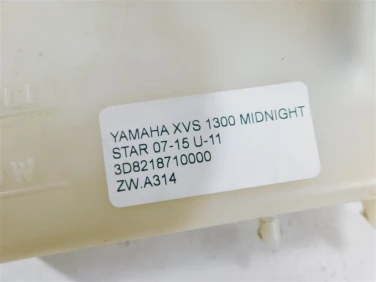 YAMAHA XVS 1300 MIDNIGHT
STAR 07-15 U-11
3D8218710000
ZW.A314